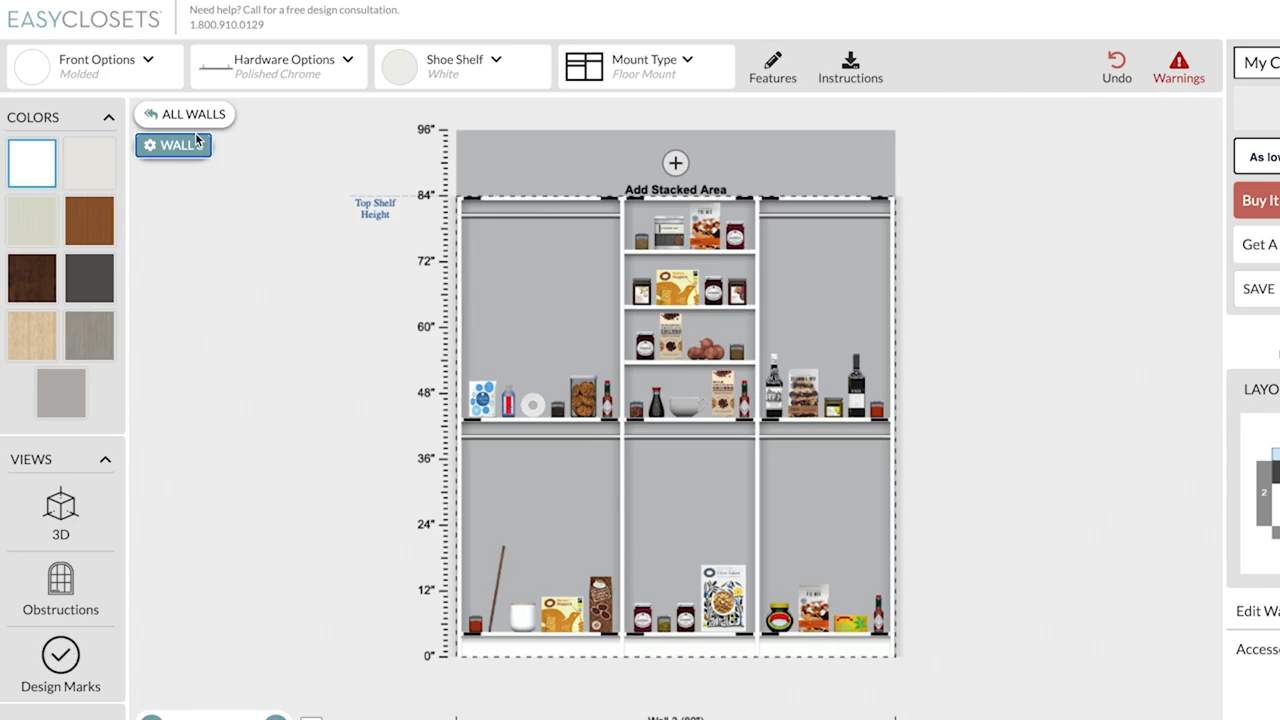 EASYCLOSETS
Need help? Call for a free design consultation.
1.800.910.0129
Front Options
Molded
Hardware Options
Polished Chrome
Shoe Shelf
White
Mount Type
Floor Mount
Features
Instructions
Undo
Warnings
My C
COLORS
ALL WALLS
WALL
As lo
Buy It
Get A
SAVE
LAYO
2
Edit Wa
Access
VIEWS
3D
Obstructions
Design Marks
96"
84"
72"
60"
48"
36"
24"
12"
0"
Top Shelf
Height
Add Stacked Area